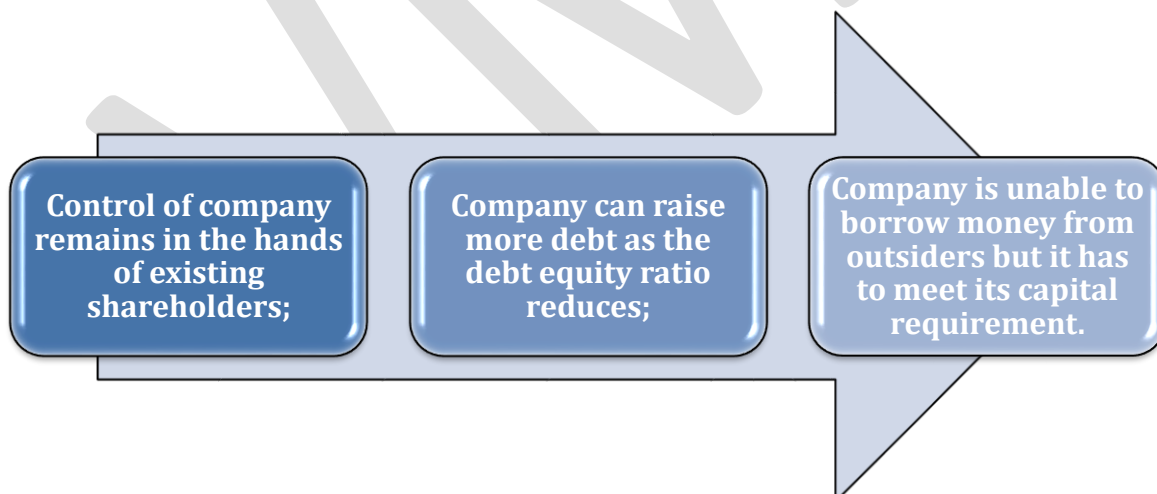 Control of company
remains in the hands
of existing
shareholders;
Company can raise
more debt as the
debt equity ratio
reduces;
Company is unable to
borrow money from
outsiders but it has
to meet its capital
requirement.